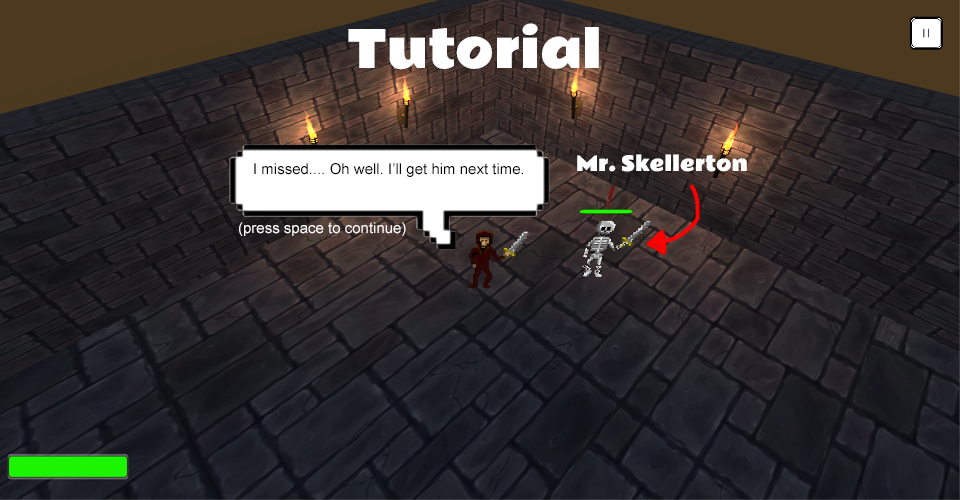 Tutorial
I missed.... Oh well. I'll get him next time.
Mr. Skellerton
(press space to continue)